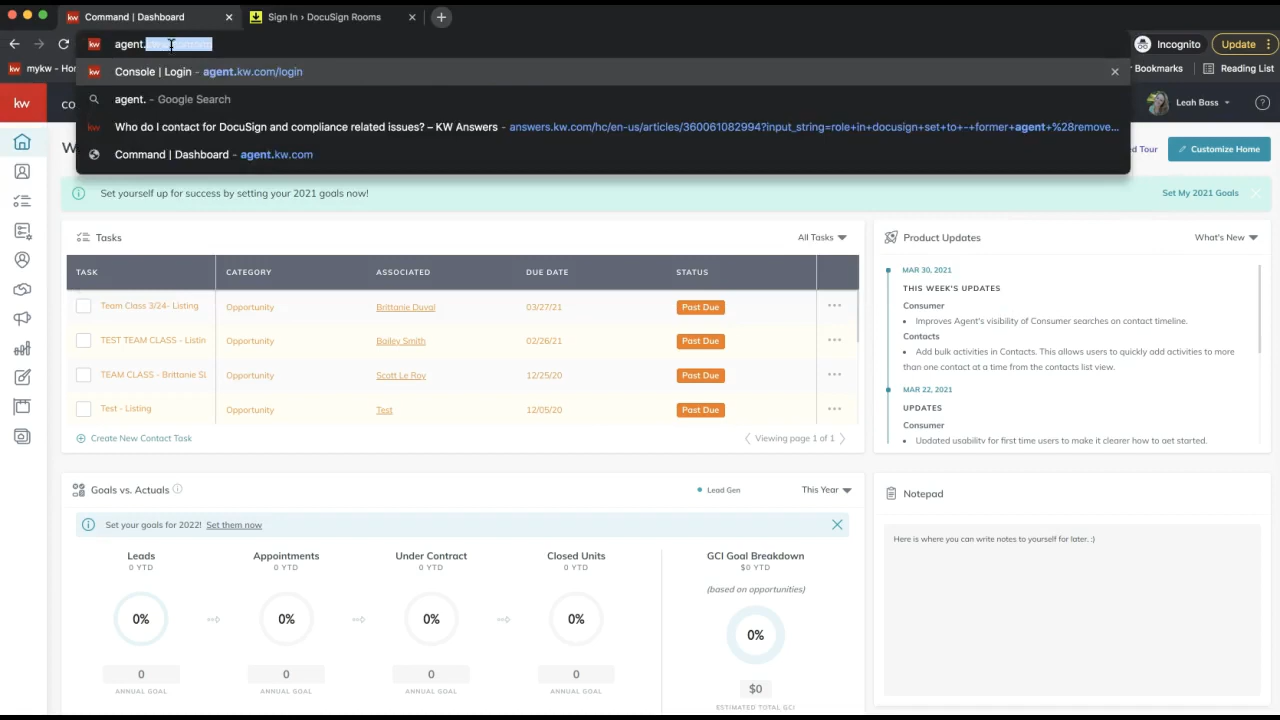 kw Command | Dashboard
Sign In › DocuSign Rooms
agent.
Incognito
Update
kw mykw - Ho
Bookmarks
Reading List
Console | Login - agent.kw.com/login
agent. - Google Search
Who do I contact for DocuSign and compliance related issues? – KW Answers - answers.kw.com/hc/en-us/articles/360061082994?input_string=role+in+docusign+set+to+-+former+agent+%28remove...
Command | Dashboard - agent.kw.com
kw
co
Leah Bass
W
ed Tour
Customize Home
Set yourself up for success by setting your 2021 goals now!
Set My 2021 Goals
Tasks
All Tasks
TASK CATEGORY ASSOCIATED DUE DATE STATUS
Team Class 3/24- Listing Opportunity Brittanie Duval 03/27/21 Past Due
TEST TEAM CLASS - Listin Opportunity Bailey Smith 02/26/21 Past Due
TEAM CLASS - Brittanie SL Opportunity Scott Le Roy 12/25/20 Past Due
Test - Listing Opportunity Test 12/05/20 Past Due
Create New Contact Task
Viewing page 1 of 1
Product Updates
What's New
MAR 30, 2021
THIS WEEK'S UPDATES
Consumer
• Improves Agent's visibility of Consumer searches on contact timeline.
Contacts
• Add bulk activities in Contacts. This allows users to quickly add activities to more
than one contact at a time from the contacts list view.
MAR 22, 2021
UPDATES
Consumer
• Updated usability for first time users to make it clearer how to get started.
Goals vs. Actuals
Lead Gen
This Year
Set your goals for 2022! Set them now
Leads Appointments Under Contract Closed Units GCI Goal Breakdown
0 YTD 0 YTD 0 YTD 0 YTD $0 YTD
(based on opportunities)
0% 0% 0% 0% 0%
0 0 0 0 $0
ANNUAL GOAL ANNUAL GOAL ANNUAL GOAL ANNUAL GOAL ESTIMATED TOTAL GCI
Notepad
Here is where you can write notes to yourself for later. :)